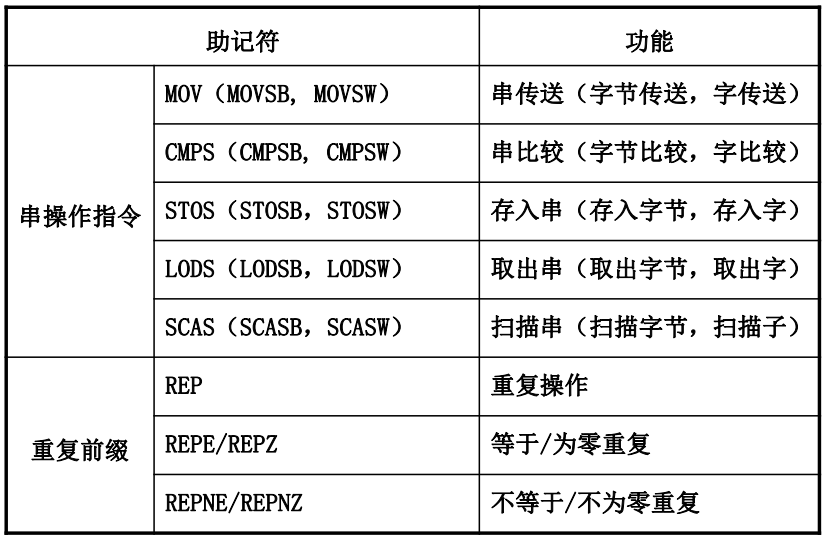 助记符 功能
串操作指令
MOV（MOVSB, MOVSW） 串传送（字节传送，字传送）
CMPS（CMPSB, CMPSW） 串比较（字节比较，字比较）
STOS（STOSB，STOSW） 存入串（存入字节，存入字）
LODS（LODSB，LODSW） 取出串（取出字节，取出字）
SCAS（SCASB，SCASW） 扫描串（扫描字节，扫描子）
重复前缀
REP 重复操作
REPE/REPZ 等于/为零重复
REPNE/REPNZ 不等于/不为零重复